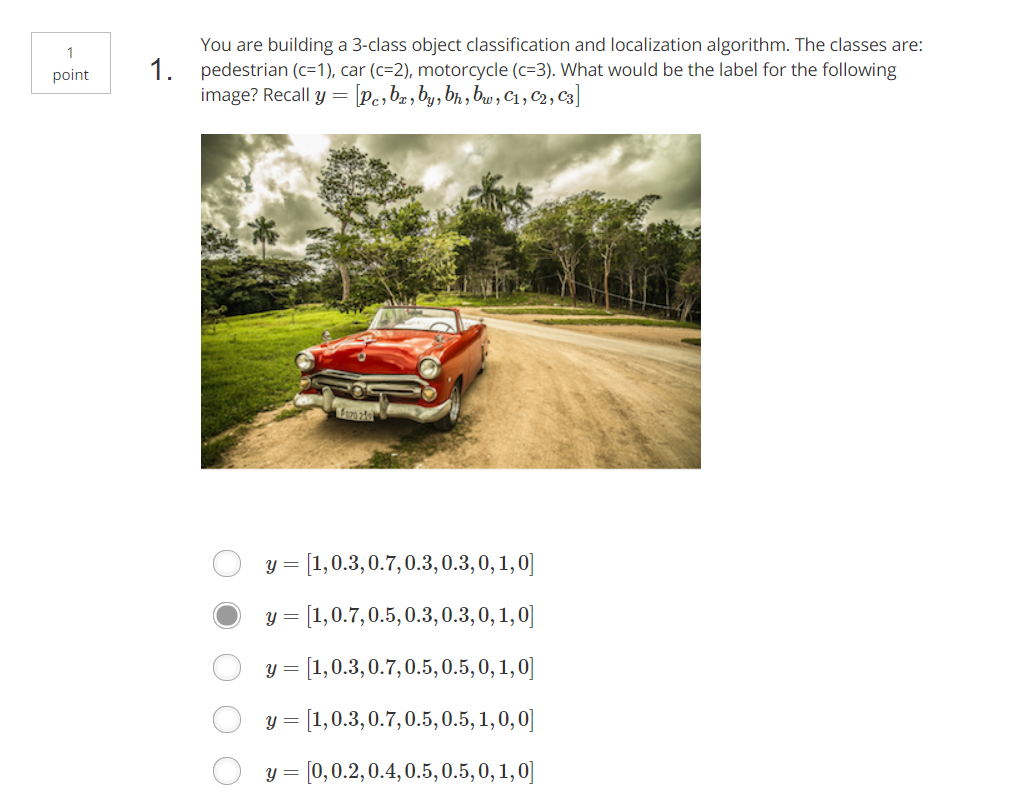 1
point
1.
You are building a 3-class object classification and localization algorithm. The classes are:
pedestrian (c=1), car (c=2), motorcycle (c=3). What would be the label for the following
image? Recall y = [p_c, b_x, b_y, b_h, b_w, c_1, c_2, c_3]
y = [1, 0.3, 0.7, 0.3, 0.3, 0, 1, 0]
y = [1, 0.7, 0.5, 0.3, 0.3, 0, 1, 0]
y = [1, 0.3, 0.7, 0.5, 0.5, 0, 1, 0]
y = [1, 0.3, 0.7, 0.5, 0.5, 1, 0, 0]
y = [0, 0.2, 0.4, 0.5, 0.5, 0, 1, 0]